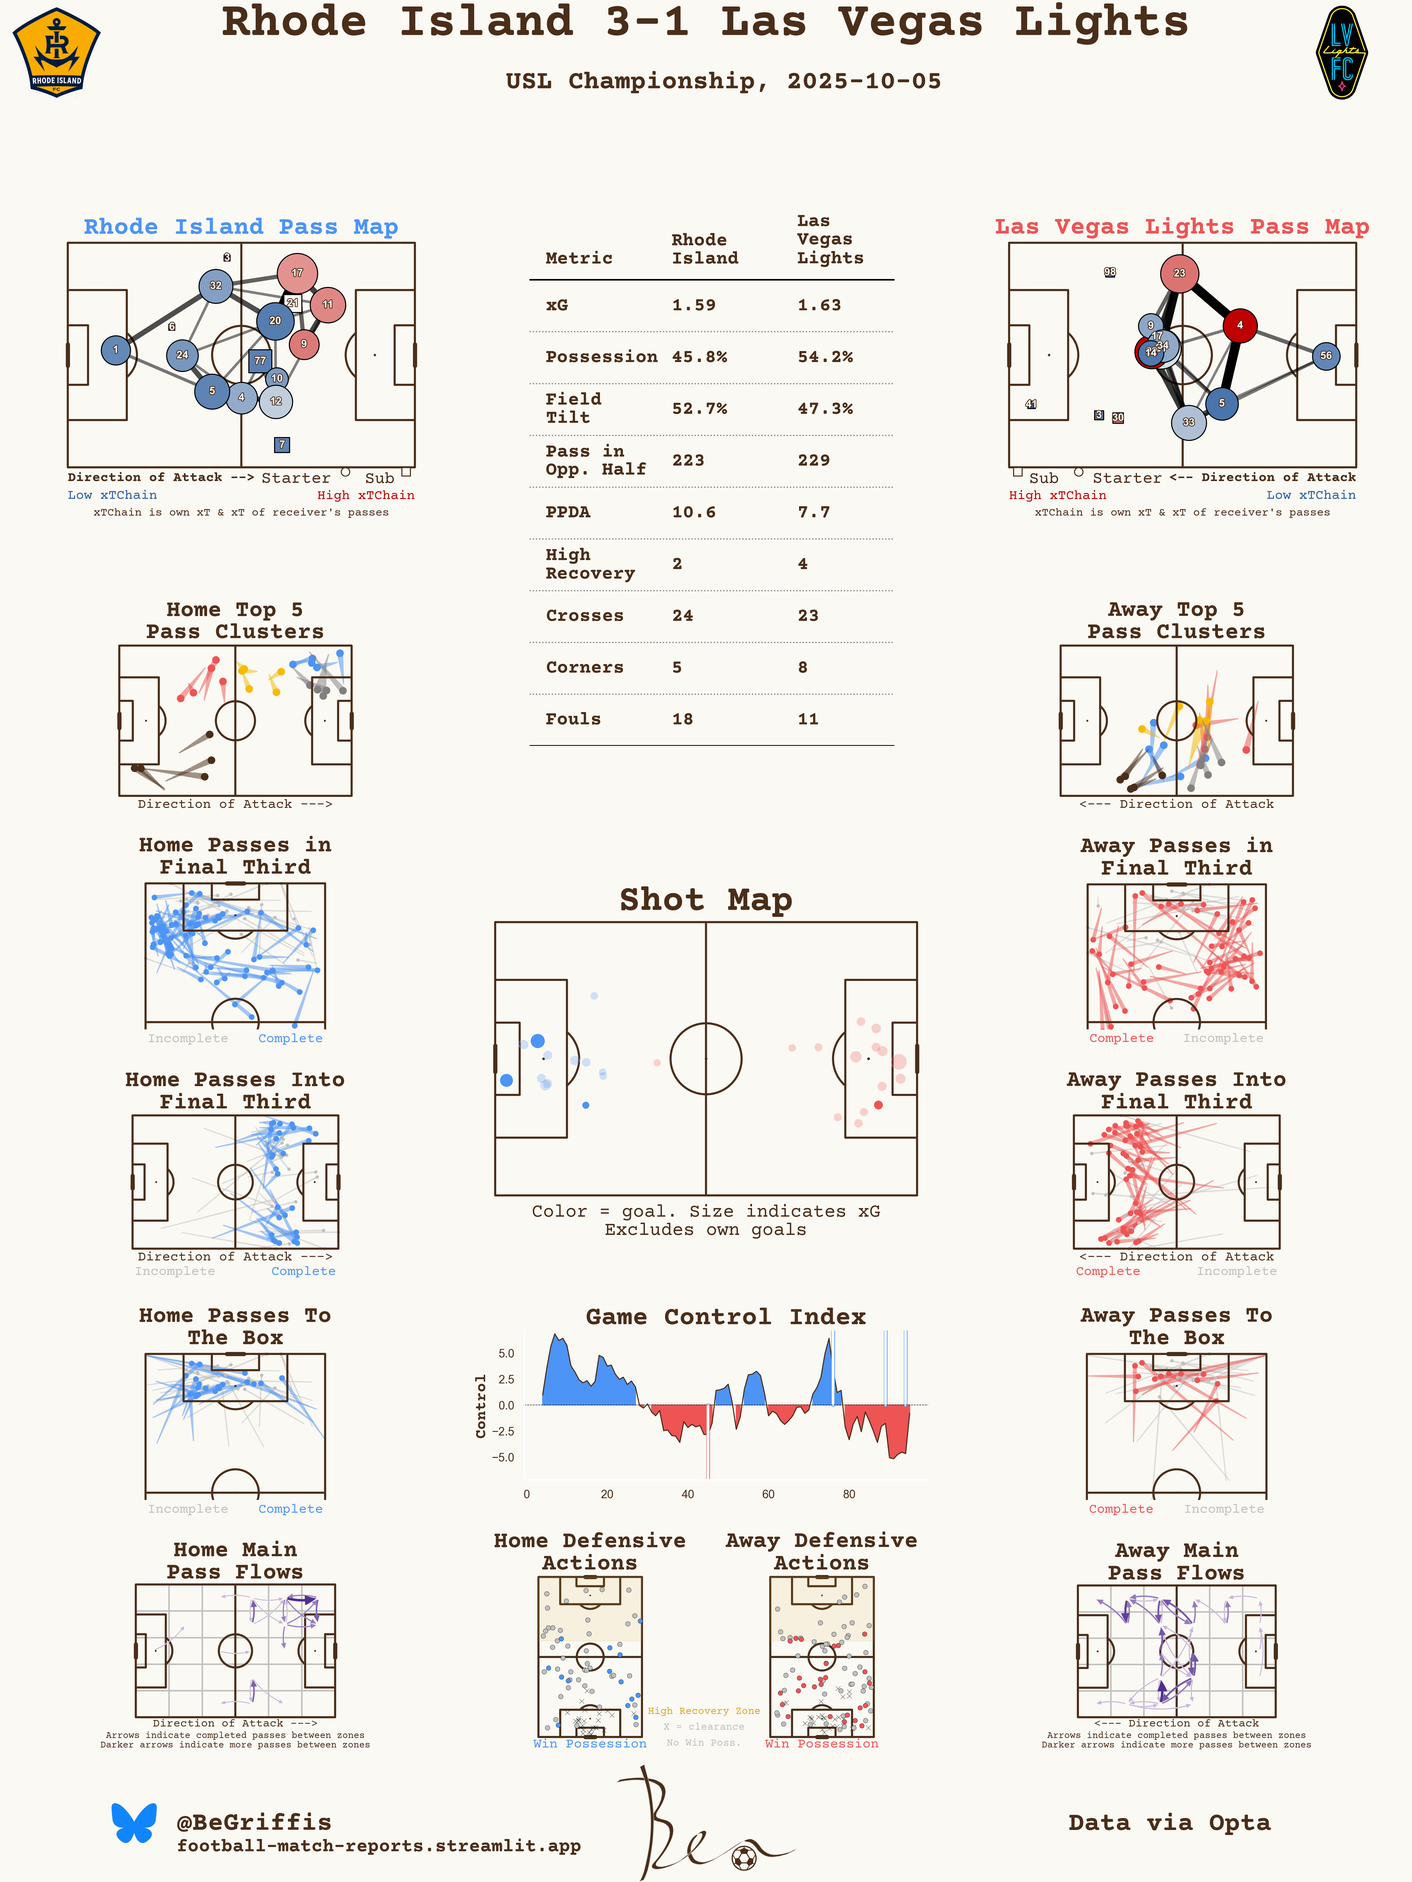 Rhode Island 3-1 Las Vegas Lights
USL Championship, 2025-10-05
RHODE ISLAND
FC
LV
Lights
FC
Rhode Island Pass Map
3
32
17
21
11
6
20
1
24
9
77
10
5
4
12
7
Direction of Attack --> Starter Sub
Low xTChain High xTChain
xTChain is own xT & xT of receiver's passes
Metric Rhode Island Las Vegas Lights
xG 1.59 1.63
Possession 45.8% 54.2%
Field Tilt 52.7% 47.3%
Pass in Opp. Half 223 229
PPDA 10.6 7.7
High Recovery 2 4
Crosses 24 23
Corners 5 8
Fouls 18 11
Las Vegas Lights Pass Map
98
23
9
17
34
14
4
56
41
3
30
33
5
Sub Starter <-- Direction of Attack
High xTChain Low xTChain
xTChain is own xT & xT of receiver's passes
Home Top 5
Pass Clusters
Direction of Attack --->
Away Top 5
Pass Clusters
<--- Direction of Attack
Home Passes in
Final Third
Incomplete Complete
Away Passes in
Final Third
Complete Incomplete
Shot Map
Color = goal. Size indicates xG
Excludes own goals
Home Passes Into
Final Third
Direction of Attack --->
Incomplete Complete
Away Passes Into
Final Third
<--- Direction of Attack
Complete Incomplete
Home Passes To
The Box
Incomplete Complete
Game Control Index
Control
5.0
2.5
0.0
−2.5
−5.0
0 20 40 60 80
Away Passes To
The Box
Complete Incomplete
Home Main
Pass Flows
Direction of Attack --->
Arrows indicate completed passes between zones
Darker arrows indicate more passes between zones
Home Defensive
Actions
Win Possession
High Recovery Zone
X = clearance
No Win Poss.
Away Defensive
Actions
Win Possession
Away Main
Pass Flows
<--- Direction of Attack
Arrows indicate completed passes between zones
Darker arrows indicate more passes between zones
@BeGriffis
football-match-reports.streamlit.app
Ben
Data via Opta